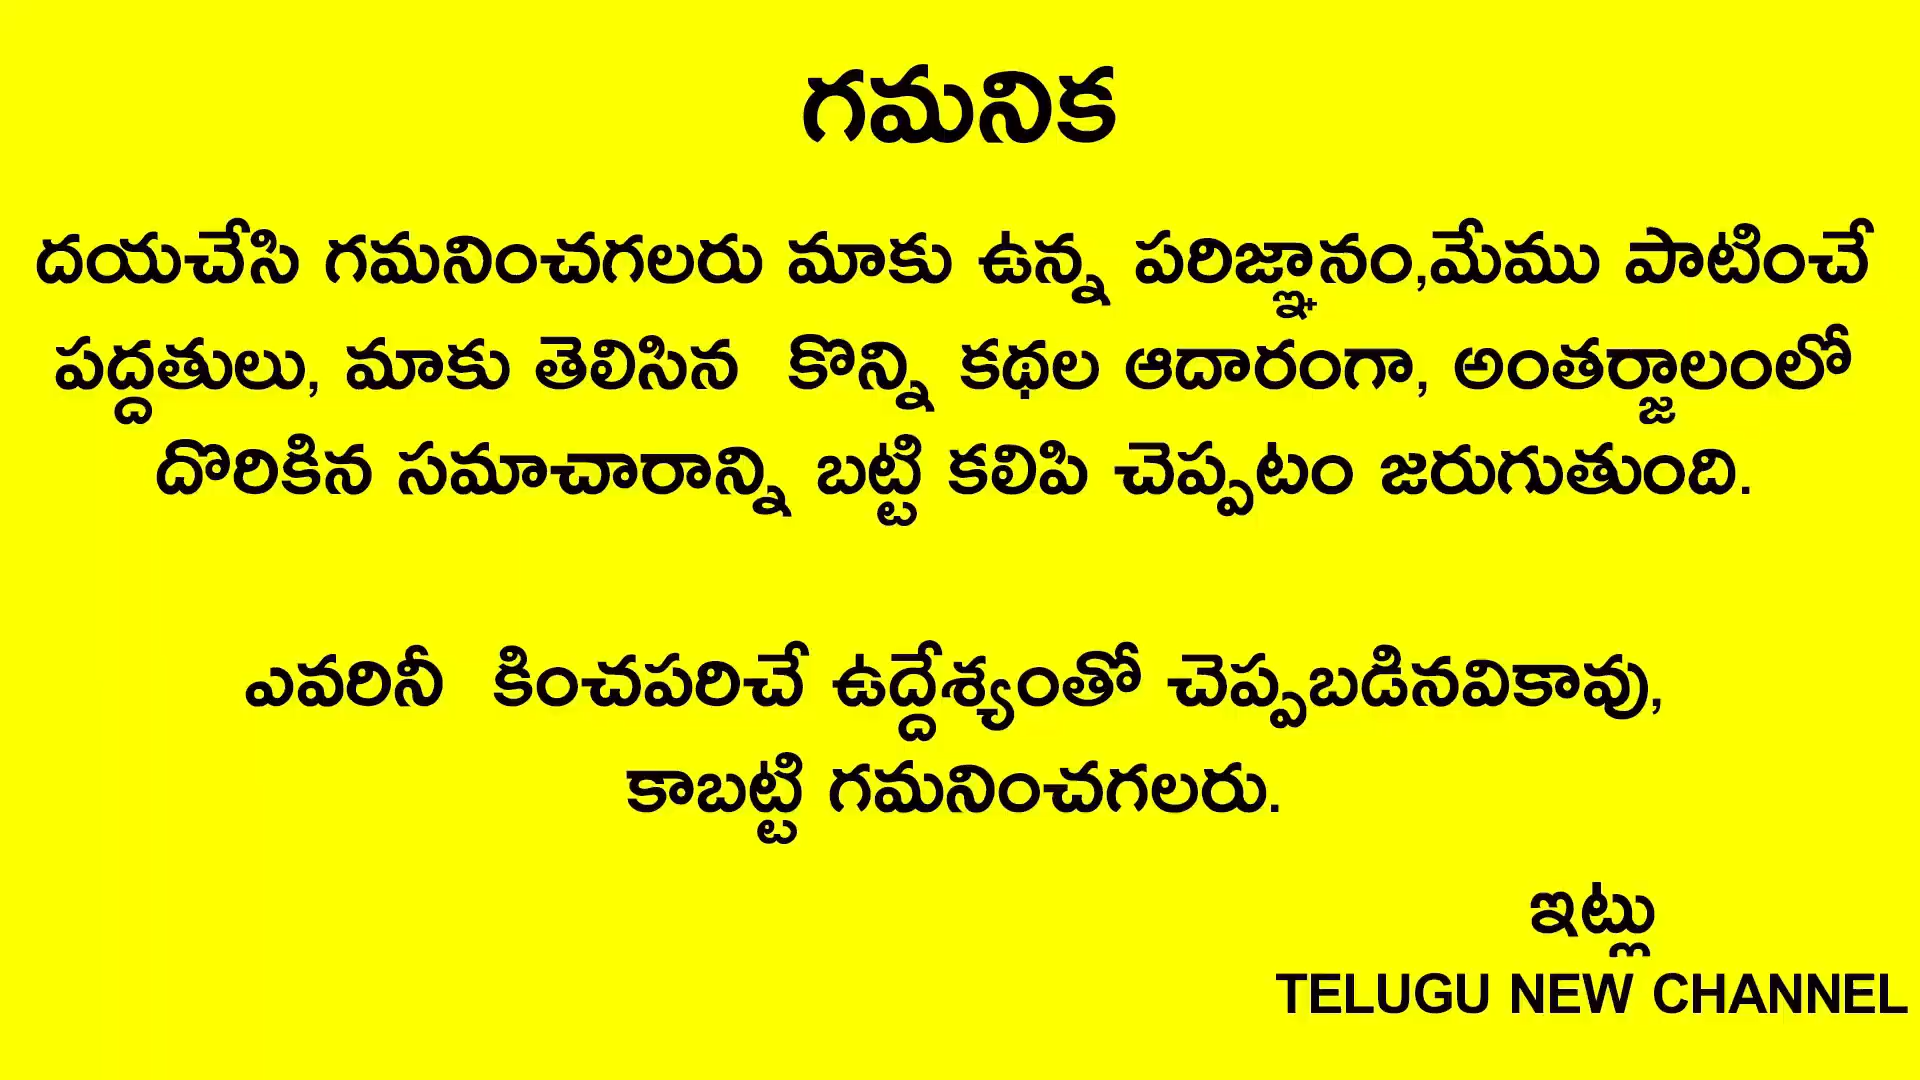 గమనిక
దయచేసి గమనించగలరు మాకు ఉన్న పరిజ్ఞానం,మేము పాటించే
పద్దతులు, మాకు తెలిసిన కొన్ని కథల ఆదారంగా, అంతర్జాలంలో
దొరికిన సమాచారాన్ని బట్టి కలిపి చెప్పటం జరుగుతుంది.
ఎవరినీ కించపరిచే ఉద్దేశ్యంతో చెప్పబడినవికావు,
కాబట్టి గమనించగలరు.
ఇట్లు
TELUGU NEW CHANNEL